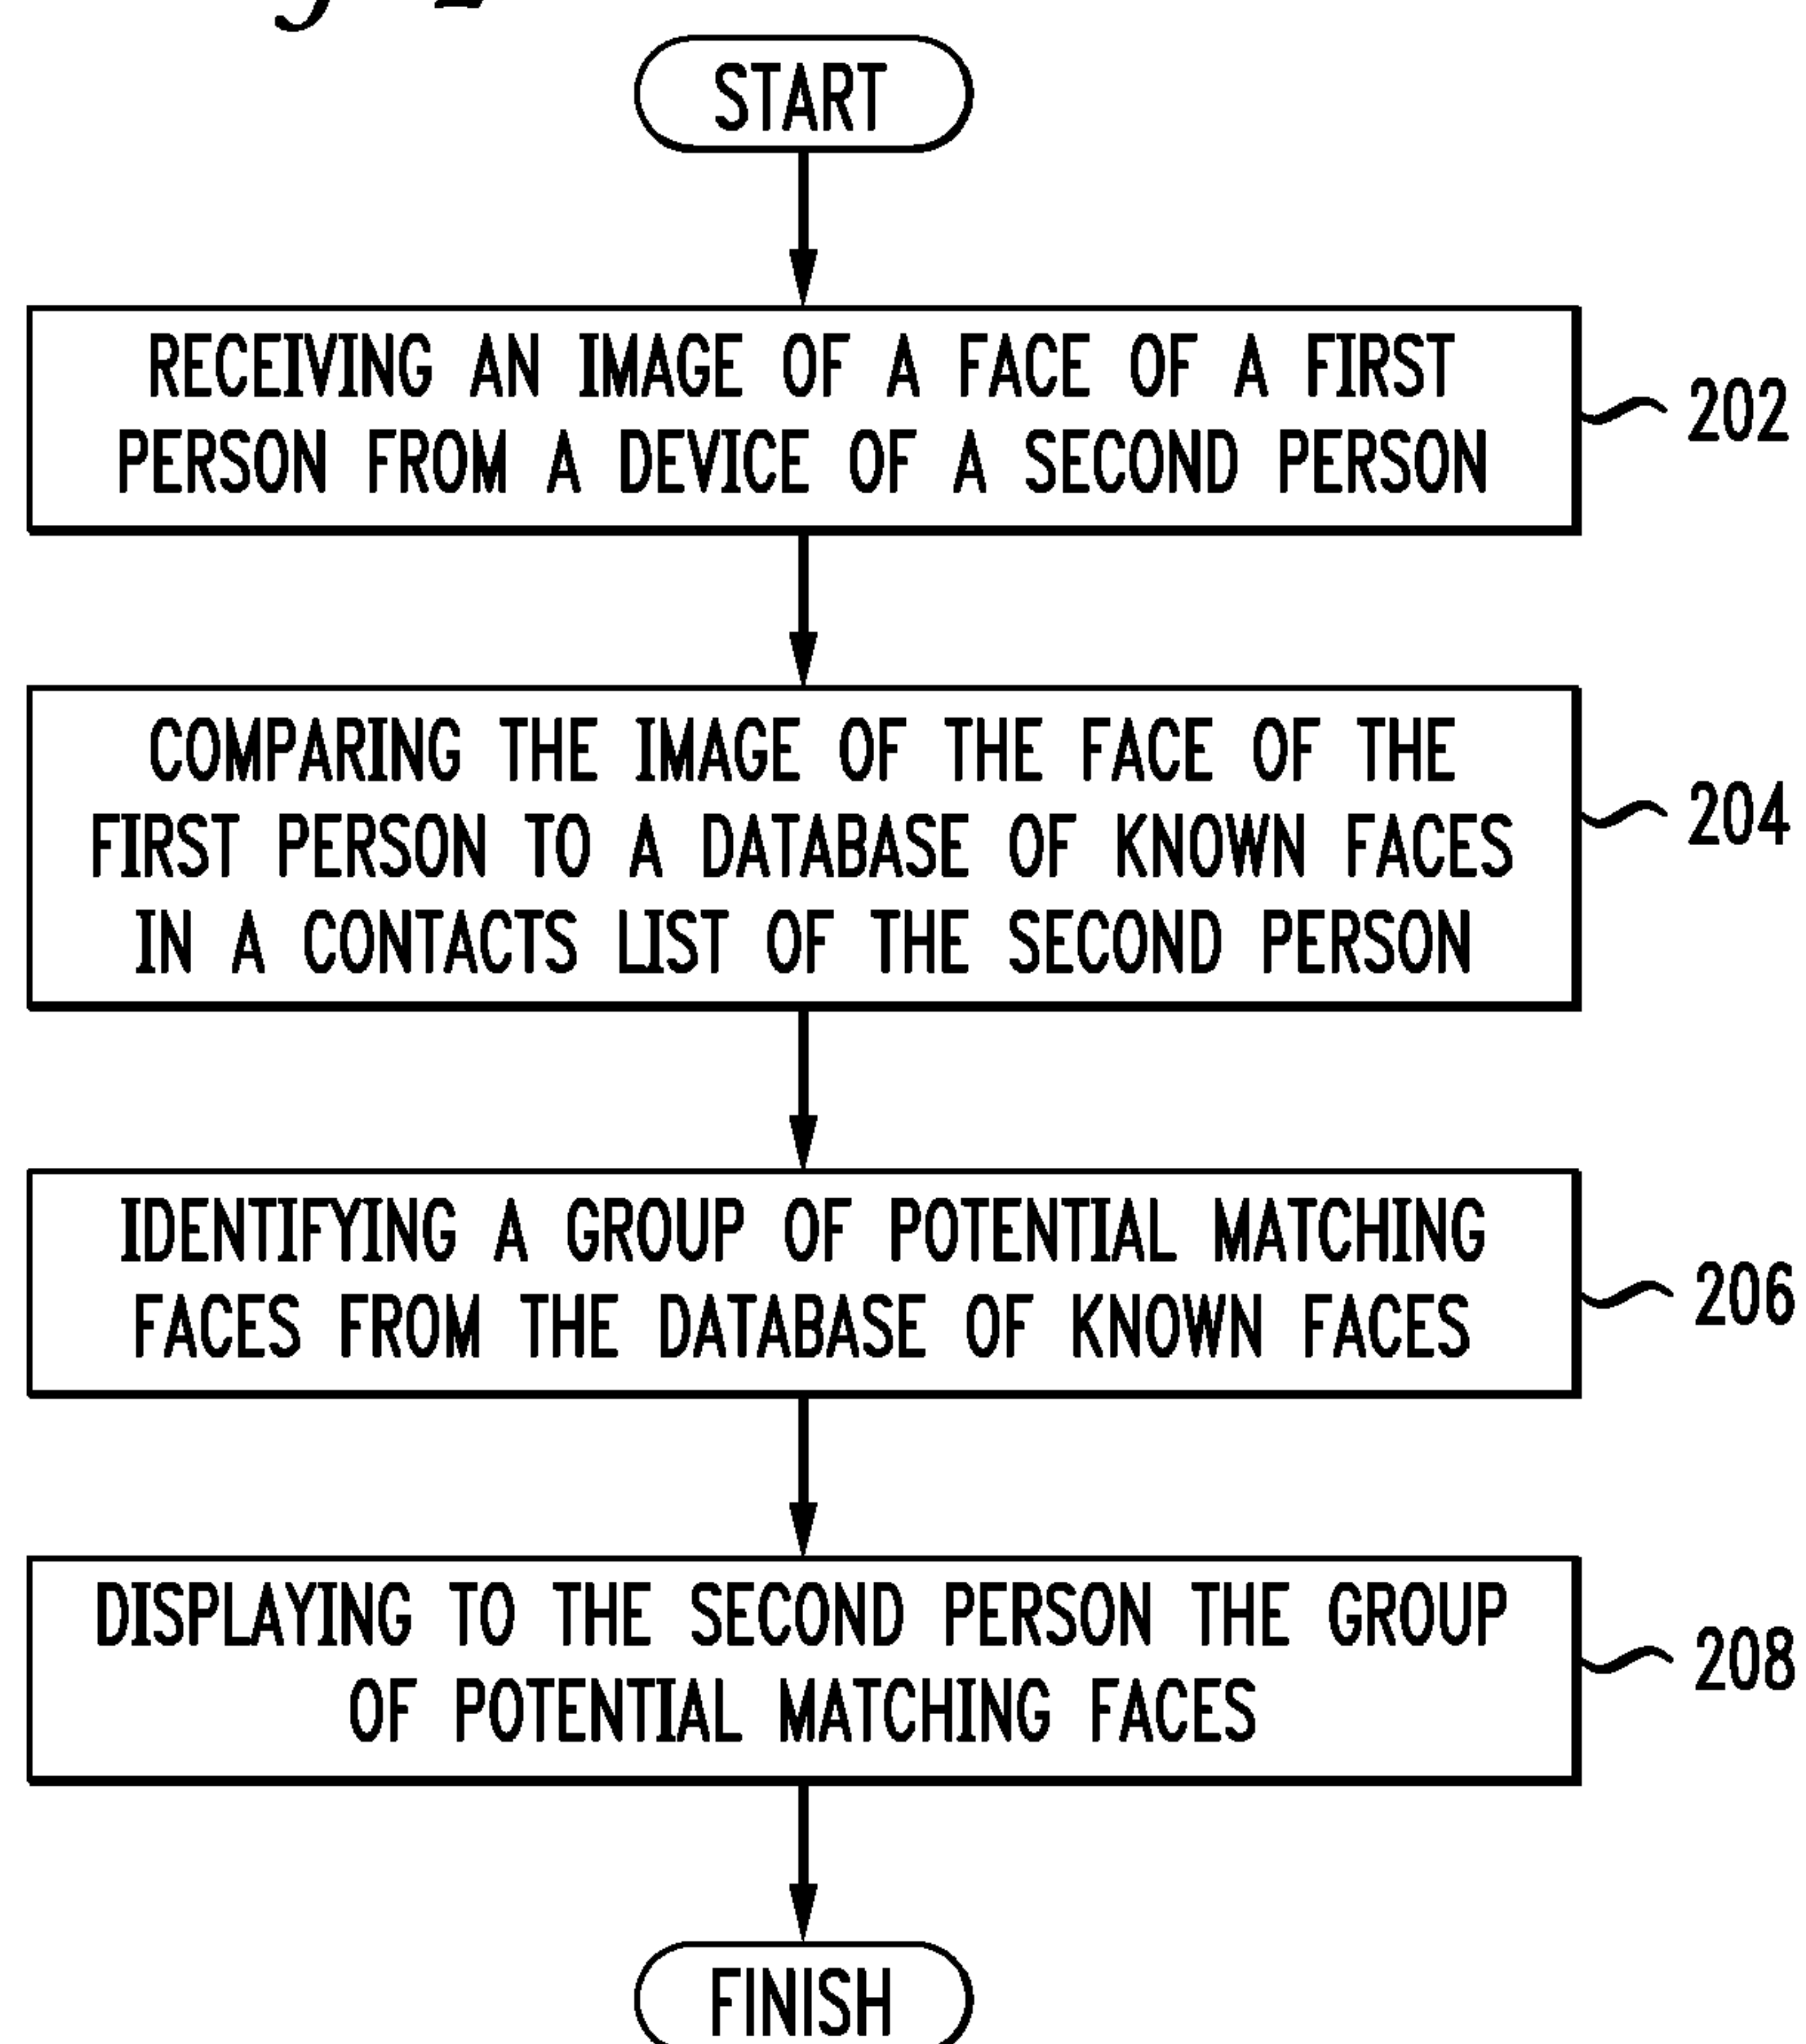 START
RECEIVING AN IMAGE OF A FACE OF A FIRST
PERSON FROM A DEVICE OF A SECOND PERSON
202
COMPARING THE IMAGE OF THE FACE OF THE
FIRST PERSON TO A DATABASE OF KNOWN FACES
IN A CONTACTS LIST OF THE SECOND PERSON
204
IDENTIFYING A GROUP OF POTENTIAL MATCHING
FACES FROM THE DATABASE OF KNOWN FACES
206
DISPLAYING TO THE SECOND PERSON THE GROUP
OF POTENTIAL MATCHING FACES
208
FINISH